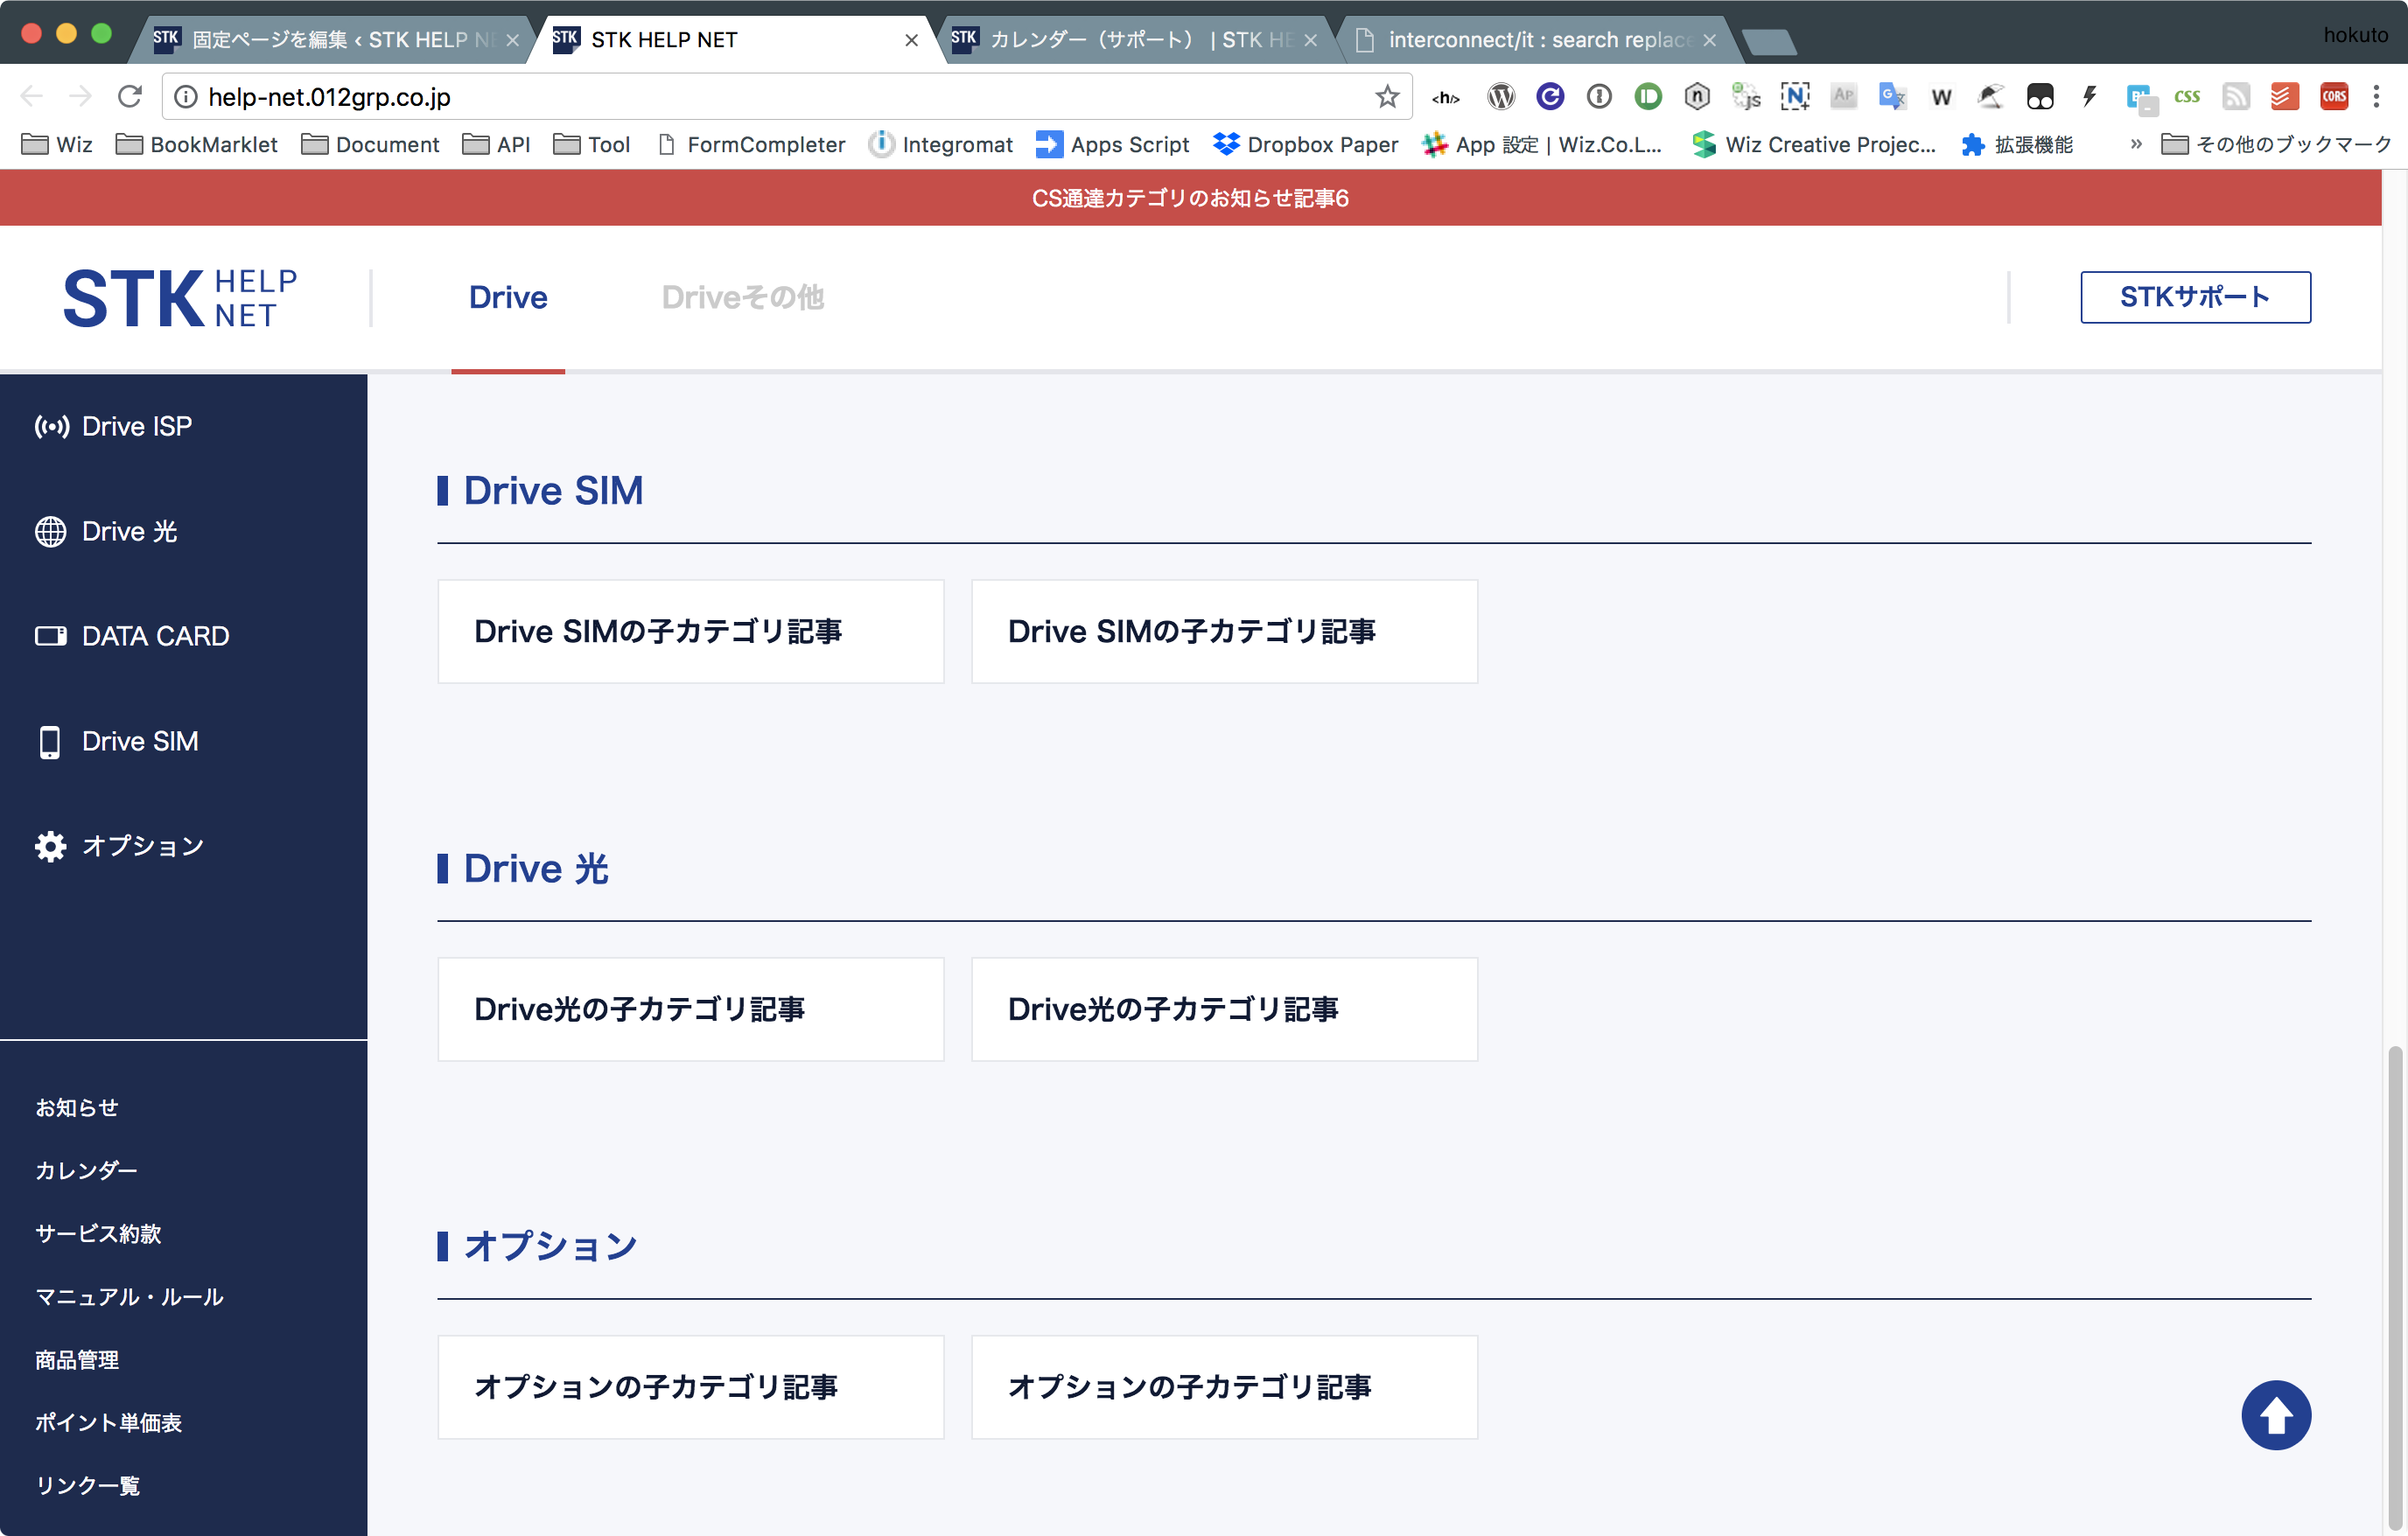 固定ページを編集 ‹ STK HELP NE
STK HELP NET
カレンダー（サポート） | STK HE
interconnect/it : search replace
hokuto
help-net.012grp.co.jp
Wiz
BookMarklet
Document
API
Tool
FormCompleter
Integromat
Apps Script
Dropbox Paper
App 設定 | Wiz.Co.L...
Wiz Creative Projec...
拡張機能
»
その他のブックマーク
CS通達カテゴリのお知らせ記事6
STK HELP NET
Drive
Driveその他
STKサポート
Drive ISP
Drive 光
DATA CARD
Drive SIM
オプション
お知らせ
カレンダー
サービス約款
マニュアル・ルール
商品管理
ポイント単価表
リンク一覧
Drive SIM
Drive SIMの子カテゴリ記事
Drive SIMの子カテゴリ記事
Drive 光
Drive光の子カテゴリ記事
Drive光の子カテゴリ記事
オプション
オプションの子カテゴリ記事
オプションの子カテゴリ記事